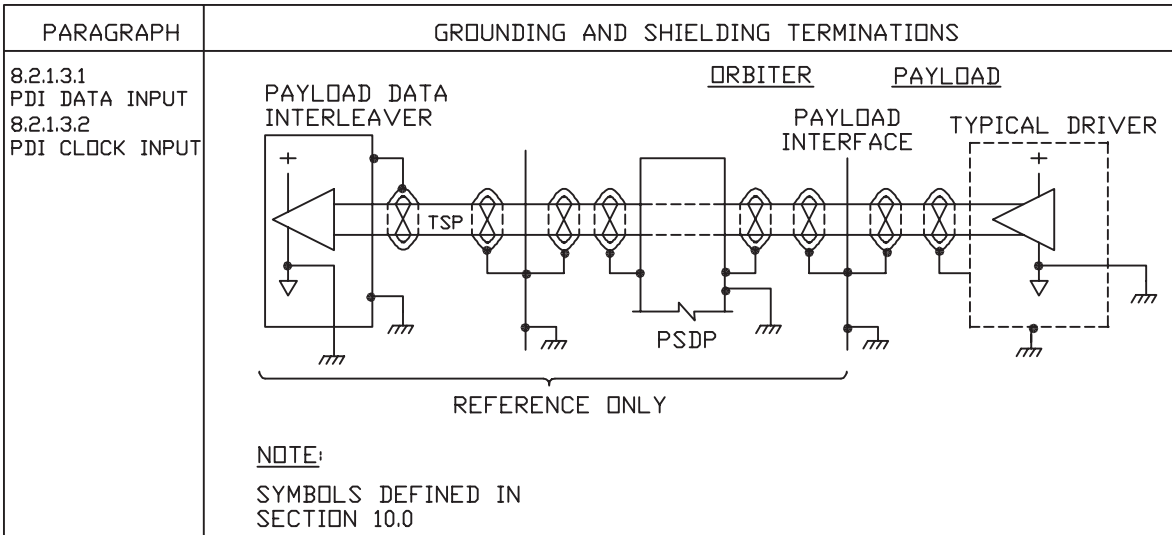 PARAGRAPH
GROUNDING AND SHIELDING TERMINATIONS
8.2.1.3.1
PDI DATA INPUT
8.2.1.3.2
PDI CLOCK INPUT
ORBITER
PAYLOAD
PAYLOAD DATA
INTERLEAVER
PAYLOAD
INTERFACE
TYPICAL DRIVER
+
+
TSP
PSDP
REFERENCE ONLY
NOTE:
SYMBOLS DEFINED IN
SECTION 10.0